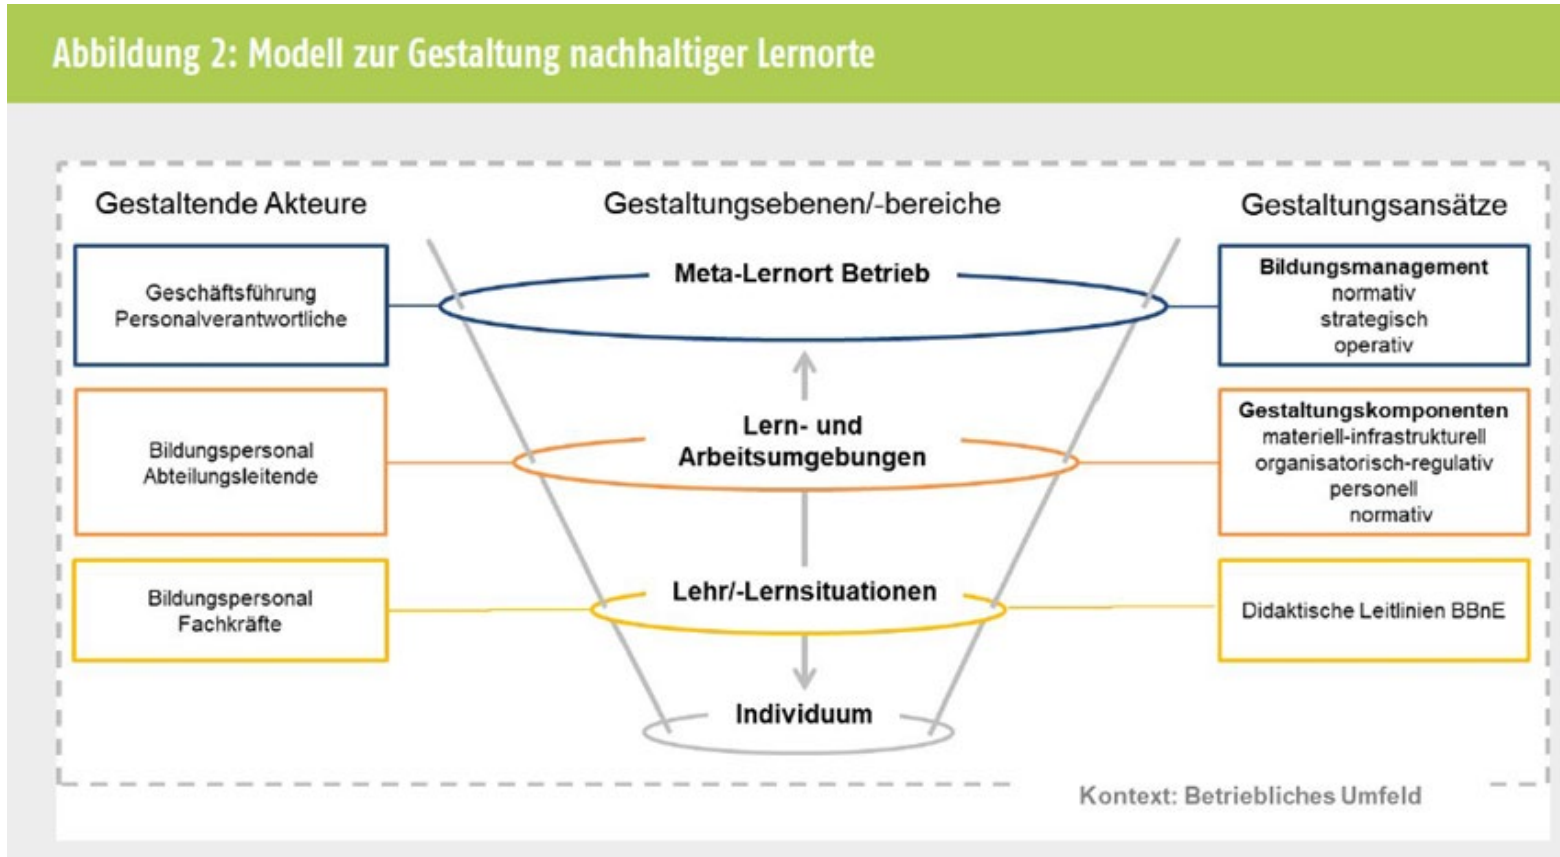 Abbildung 2: Modell zur Gestaltung nachhaltiger Lernorte
Gestaltende Akteure
Gestaltungsebenen/-bereiche
Gestaltungsansätze
Geschäftsführung
Personalverantwortliche
Meta-Lernort Betrieb
Bildungsmanagement
normativ
strategisch
operativ
Bildungspersonal
Abteilungsleitende
Lern- und
Arbeitsumgebungen
Gestaltungskomponenten
materiell-infrastrukturell
organisatorisch-regulativ
personell
normativ
Bildungspersonal
Fachkräfte
Lehr/-Lernsituationen
Didaktische Leitlinien BBnE
Individuum
Kontext: Betriebliches Umfeld